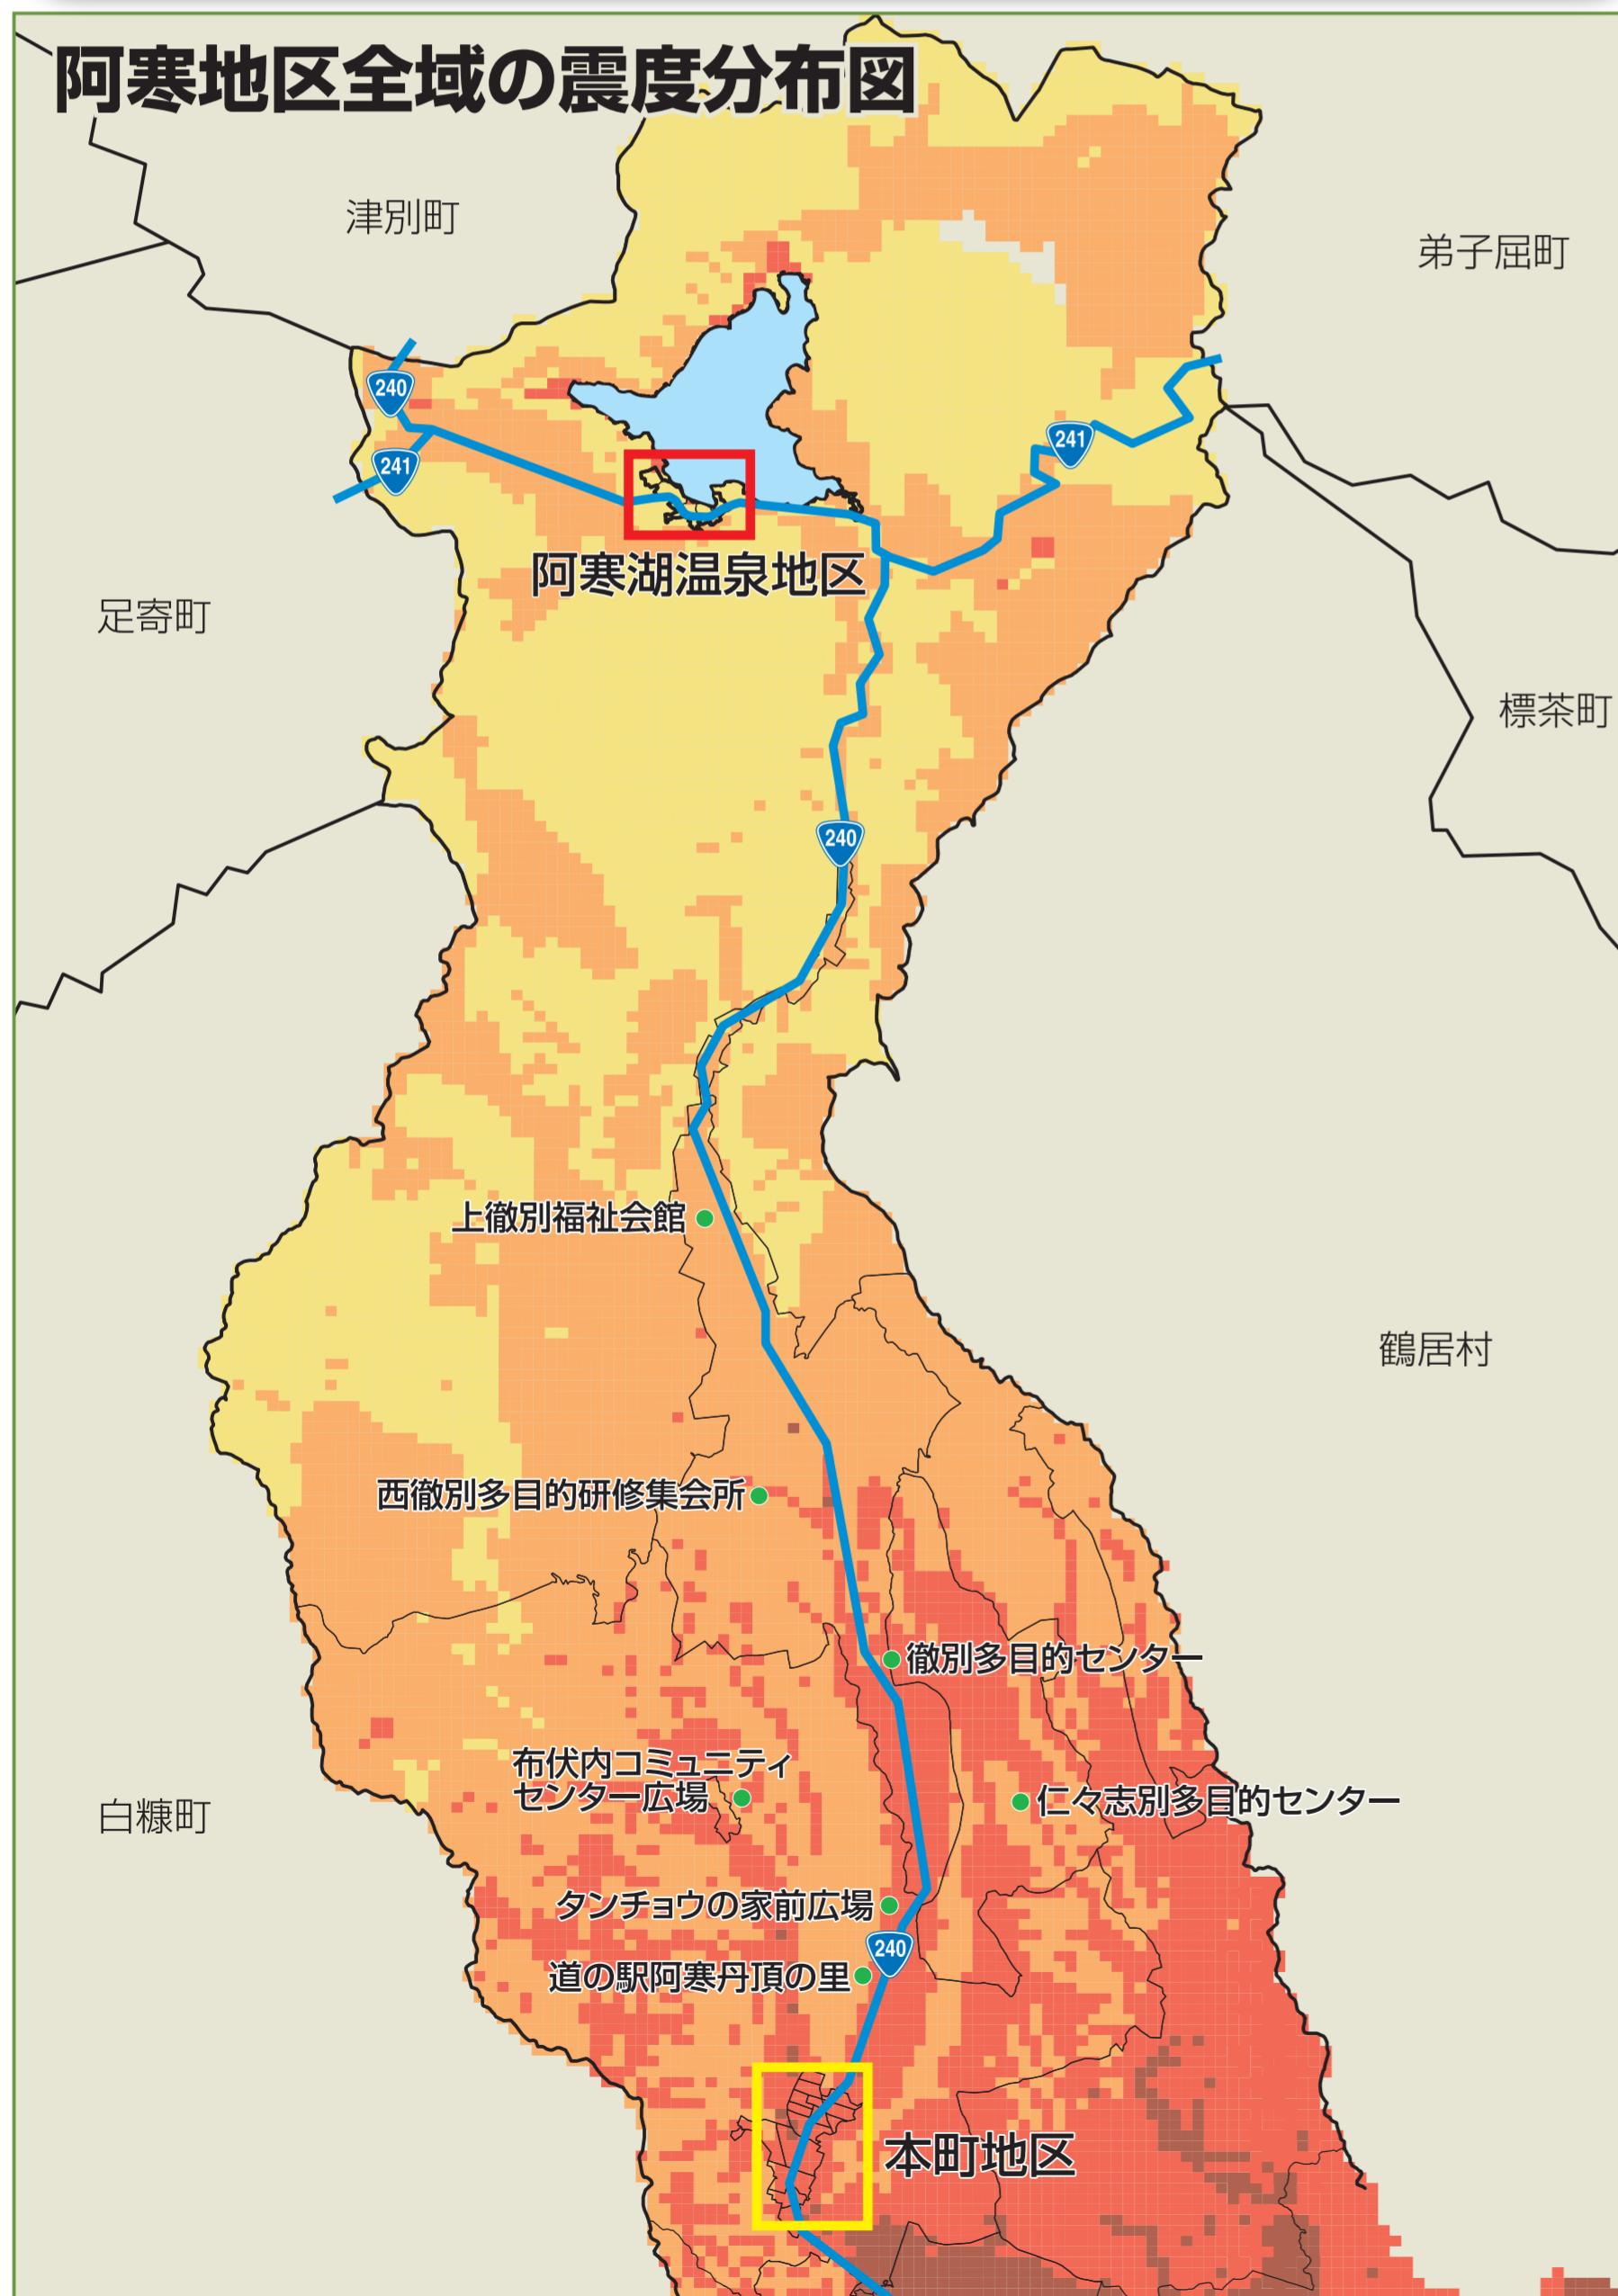 阿寒地区全域の震度分布図
津別町
弟子屈町
240
241
241
阿寒湖温泉地区
足寄町
標茶町
240
上徹別福祉会館
鶴居村
西徹別多目的研修集会所
徹別多目的センター
布伏内コミュニティ
センター広場
仁々志別多目的センター
白糠町
タンチョウの家前広場
240
道の駅阿寒丹頂の里
本町地区